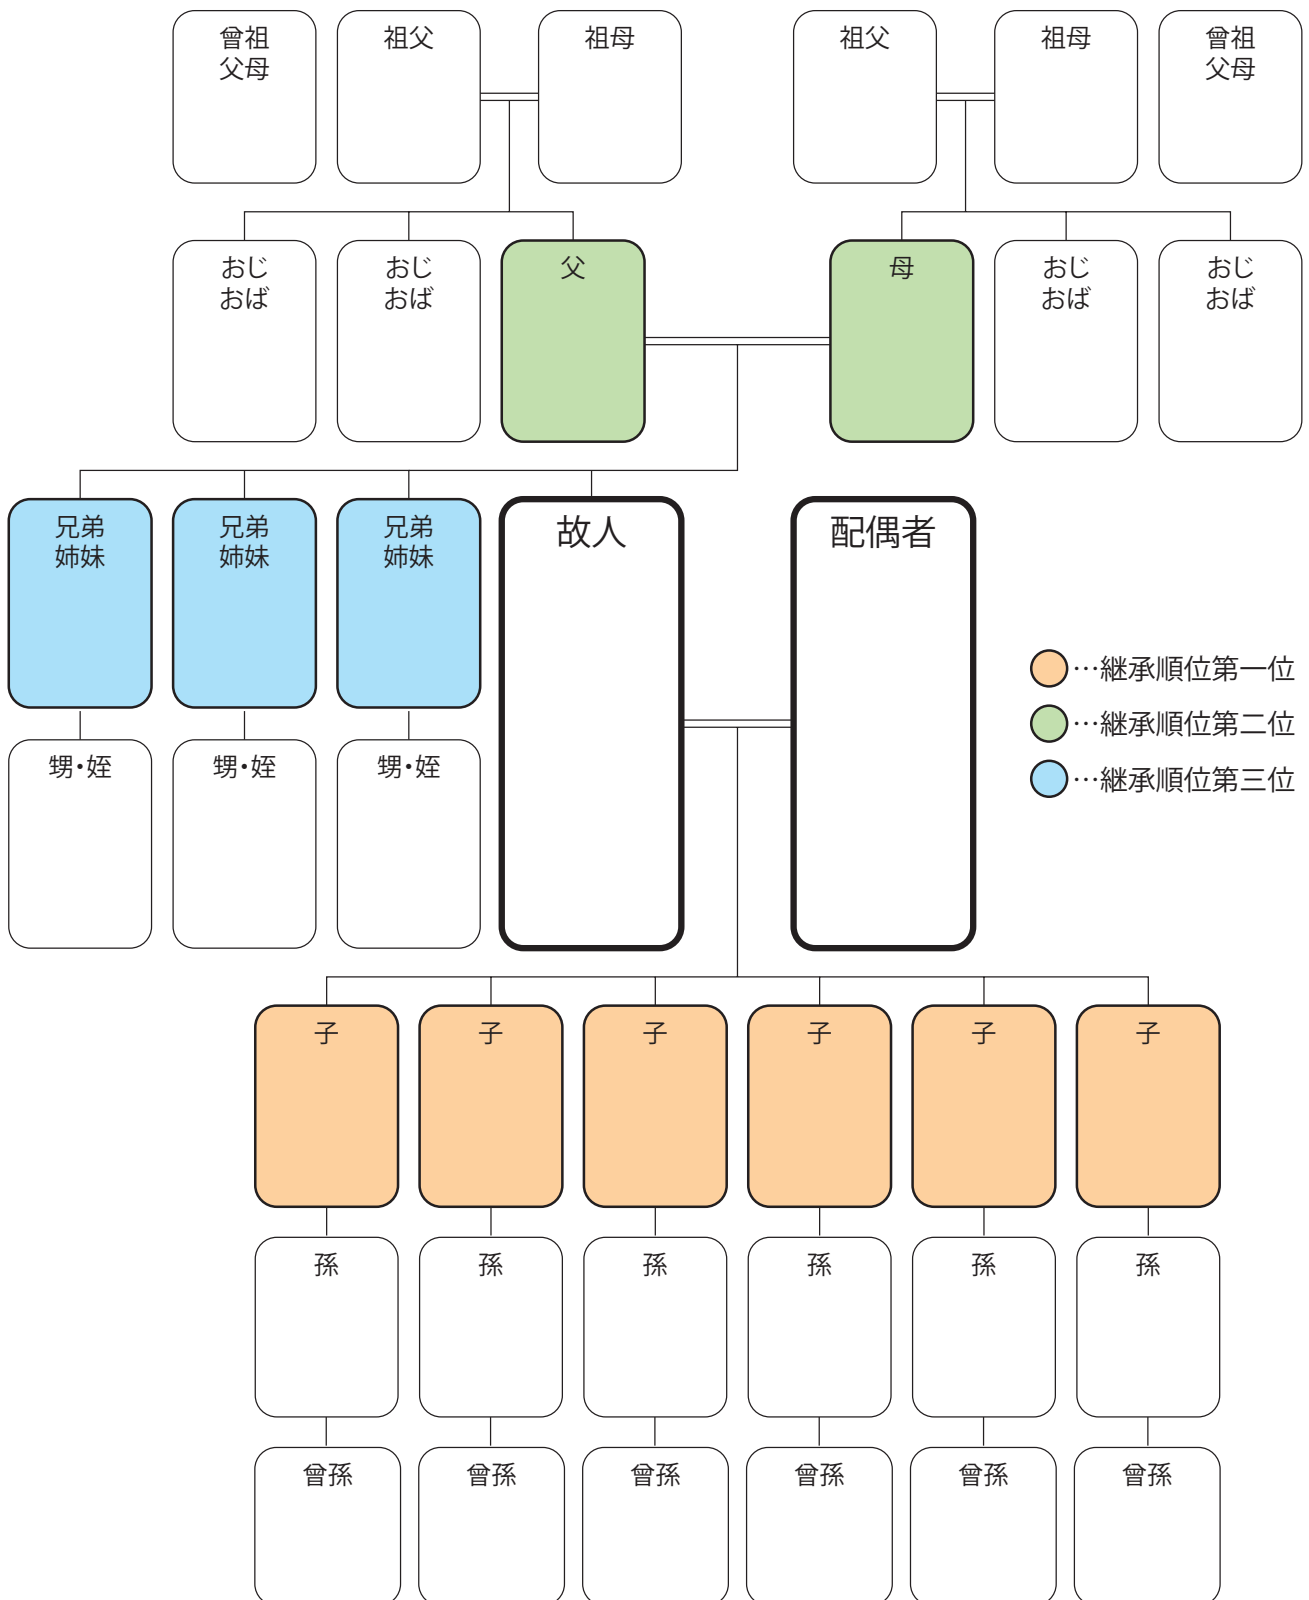 曾祖
父母
祖父
祖母
祖父
祖母
曾祖
父母
おじ
おば
おじ
おば
父
母
おじ
おば
おじ
おば
兄弟
姉妹
兄弟
姉妹
兄弟
姉妹
故人
配偶者
…継承順位第一位
…継承順位第二位
…継承順位第三位
甥・姪
甥・姪
甥・姪
子
子
子
子
子
子
孫
孫
孫
孫
孫
孫
曾孫
曾孫
曾孫
曾孫
曾孫
曾孫